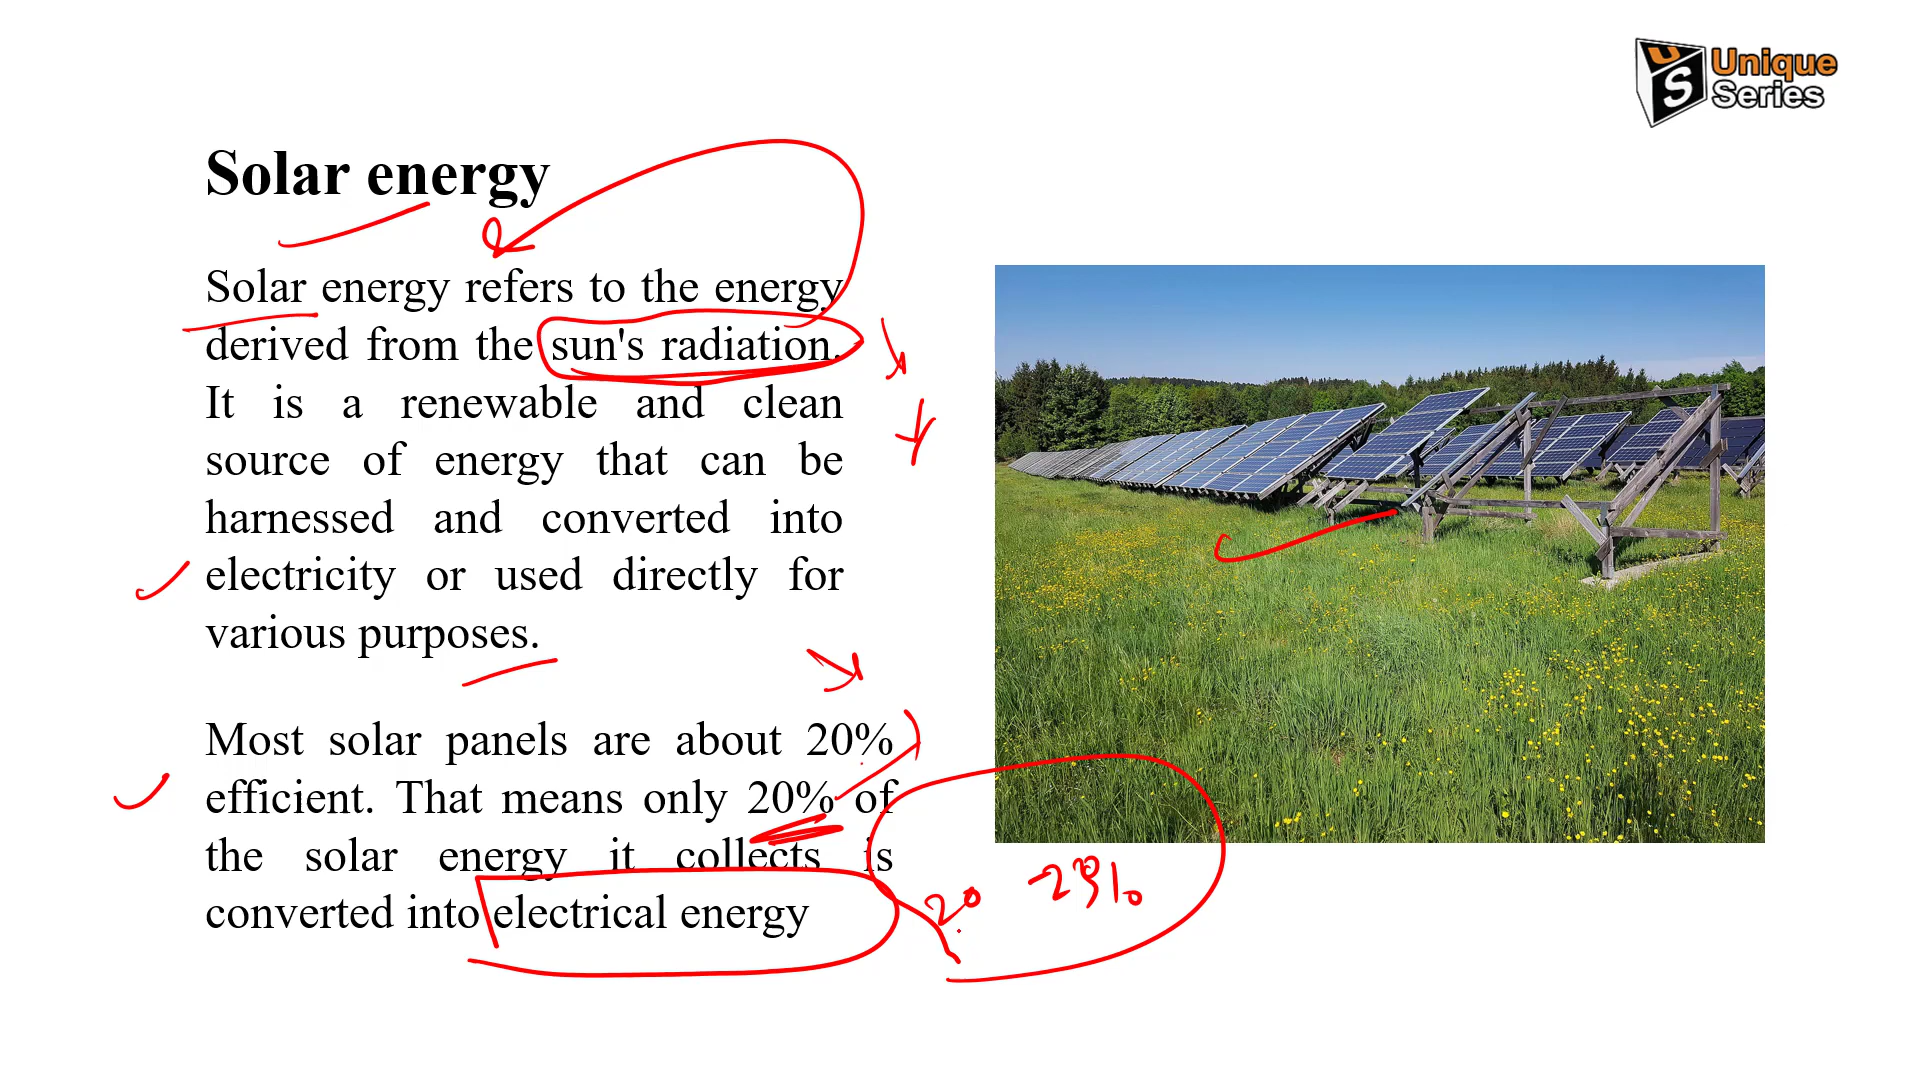 Unique
Series
Solar energy
Solar energy refers to the energy
derived from the sun's radiation.
It is a renewable and clean
source of energy that can be
harnessed and converted into
electricity or used directly for
various purposes.
Most solar panels are about 20%
efficient. That means only 20% of
the solar energy it collects is
converted into electrical energy
20